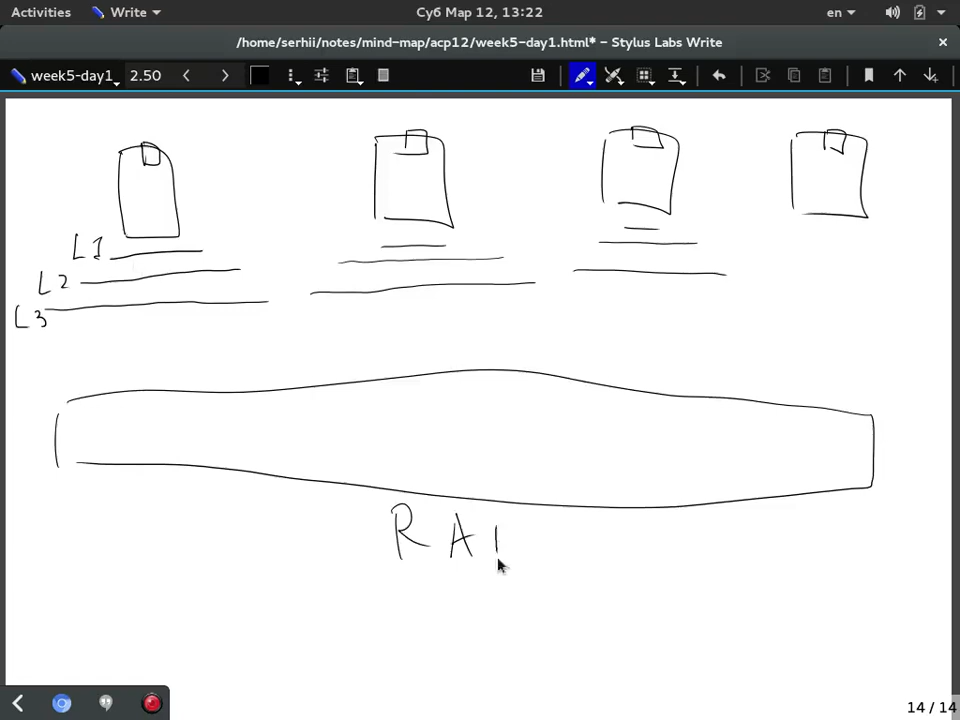 Activities
Write
Суб Мар 12, 13:22
en
/home/serhii/notes/mind-map/acp12/week5-day1.html* – Stylus Labs Write
week5-day1
2.50
L1
L2
L3
RA
14 / 14